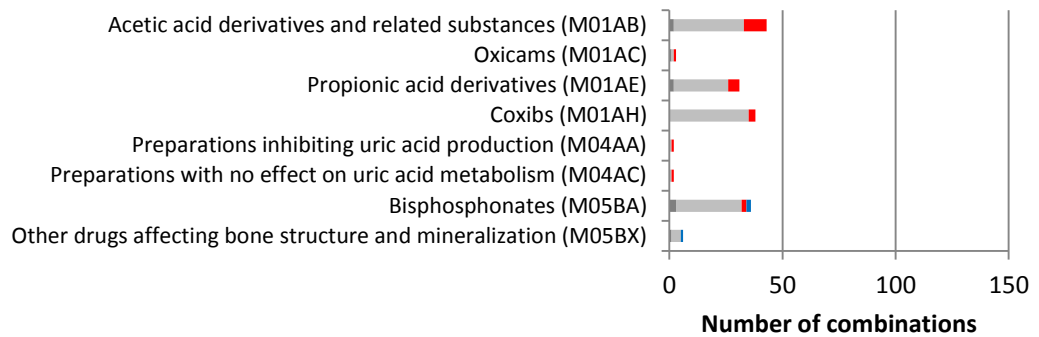 Acetic acid derivatives and related substances (M01AB)
Oxicams (M01AC)
Propionic acid derivatives (M01AE)
Coxibs (M01AH)
Preparations inhibiting uric acid production (M04AA)
Preparations with no effect on uric acid metabolism (M04AC)
Bisphosphonates (M05BA)
Other drugs affecting bone structure and mineralization (M05BX)
0 50 100 150
Number of combinations